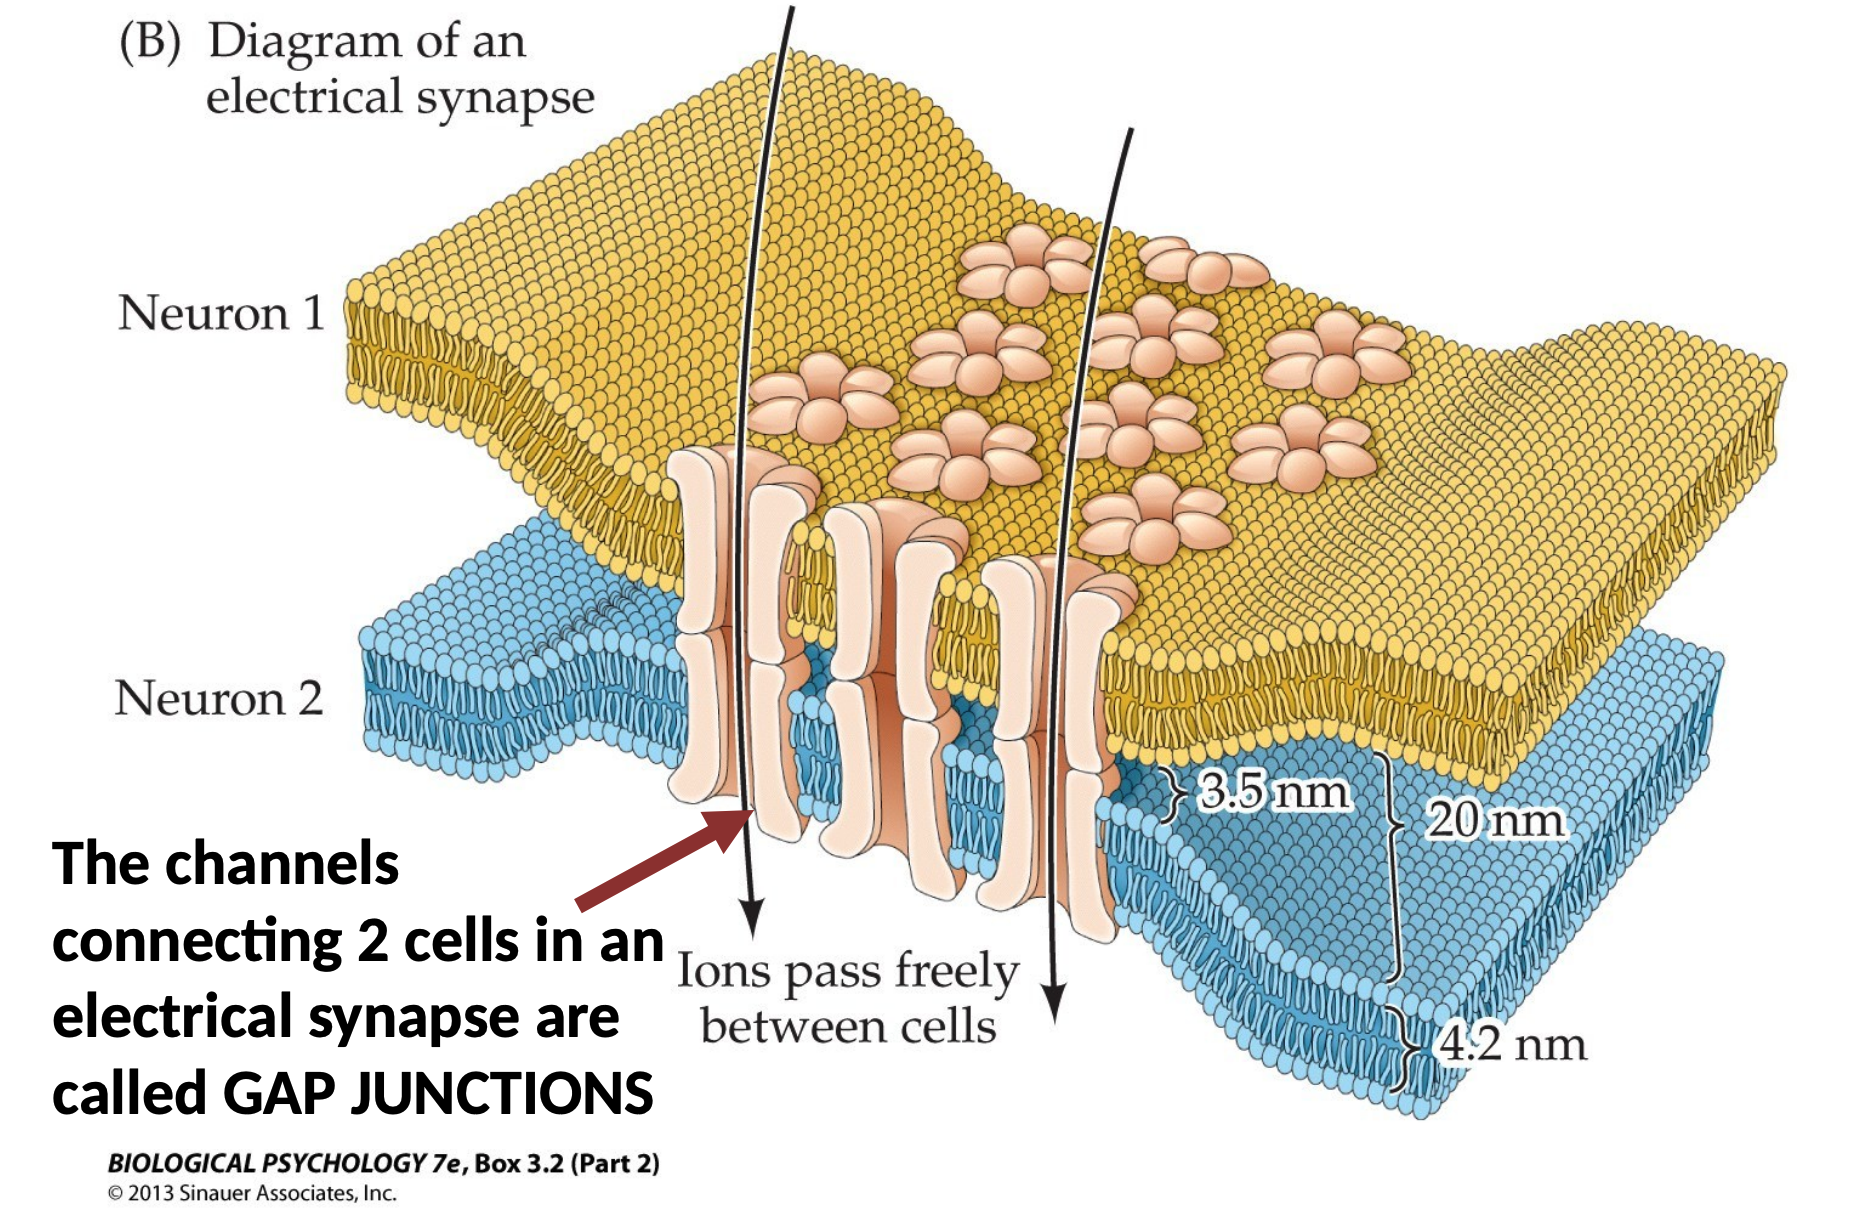 (B) Diagram of an
electrical synapse
Neuron 1
Neuron 2
3.5 nm
20 nm
4.2 nm
The channels
connecting 2 cells in an
electrical synapse are
called GAP JUNCTIONS
Ions pass freely
between cells
BIOLOGICAL PSYCHOLOGY 7e, Box 3.2 (Part 2)
© 2013 Sinauer Associates, Inc.